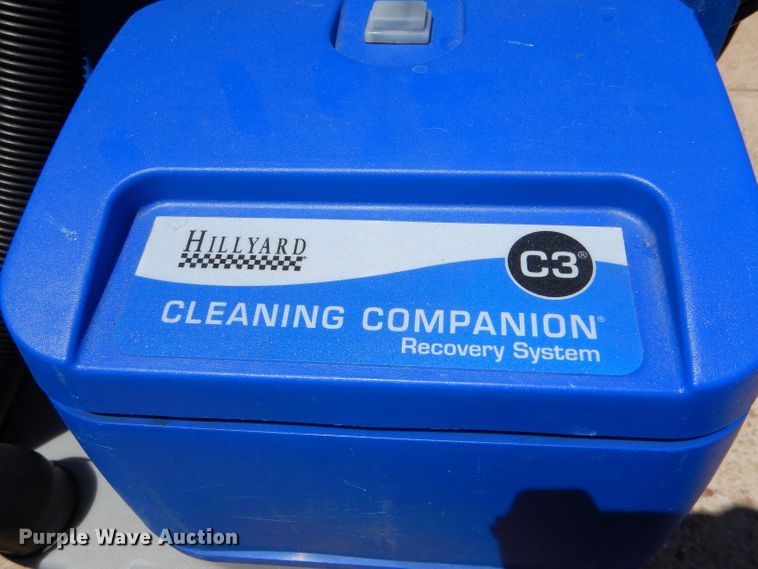 HILLYARD®
C3®
CLEANING COMPANION®
Recovery System
Purple Wave Auction®